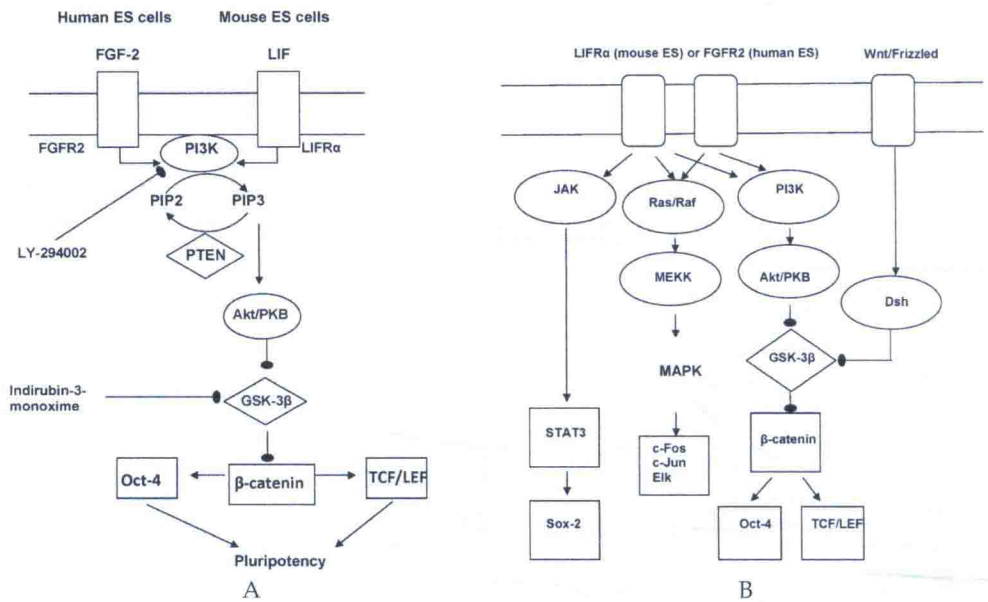 Human ES cells
Mouse ES cells
FGF-2
LIF
FGFR2
PI3K
LIFRα
PIP2
PIP3
LY-294002
PTEN
Akt/PKB
Indirubin-3-
monoxime
GSK-3β
Oct-4
β-catenin
TCF/LEF
Pluripotency
A
LIFRα (mouse ES) or FGFR2 (human ES)
Wnt/Frizzled
JAK
Ras/Raf
PI3K
MEKK
Akt/PKB
Dsh
GSK-3β
MAPK
STAT3
c-Fos
c-Jun
Elk
β-catenin
Sox-2
Oct-4
TCF/LEF
B